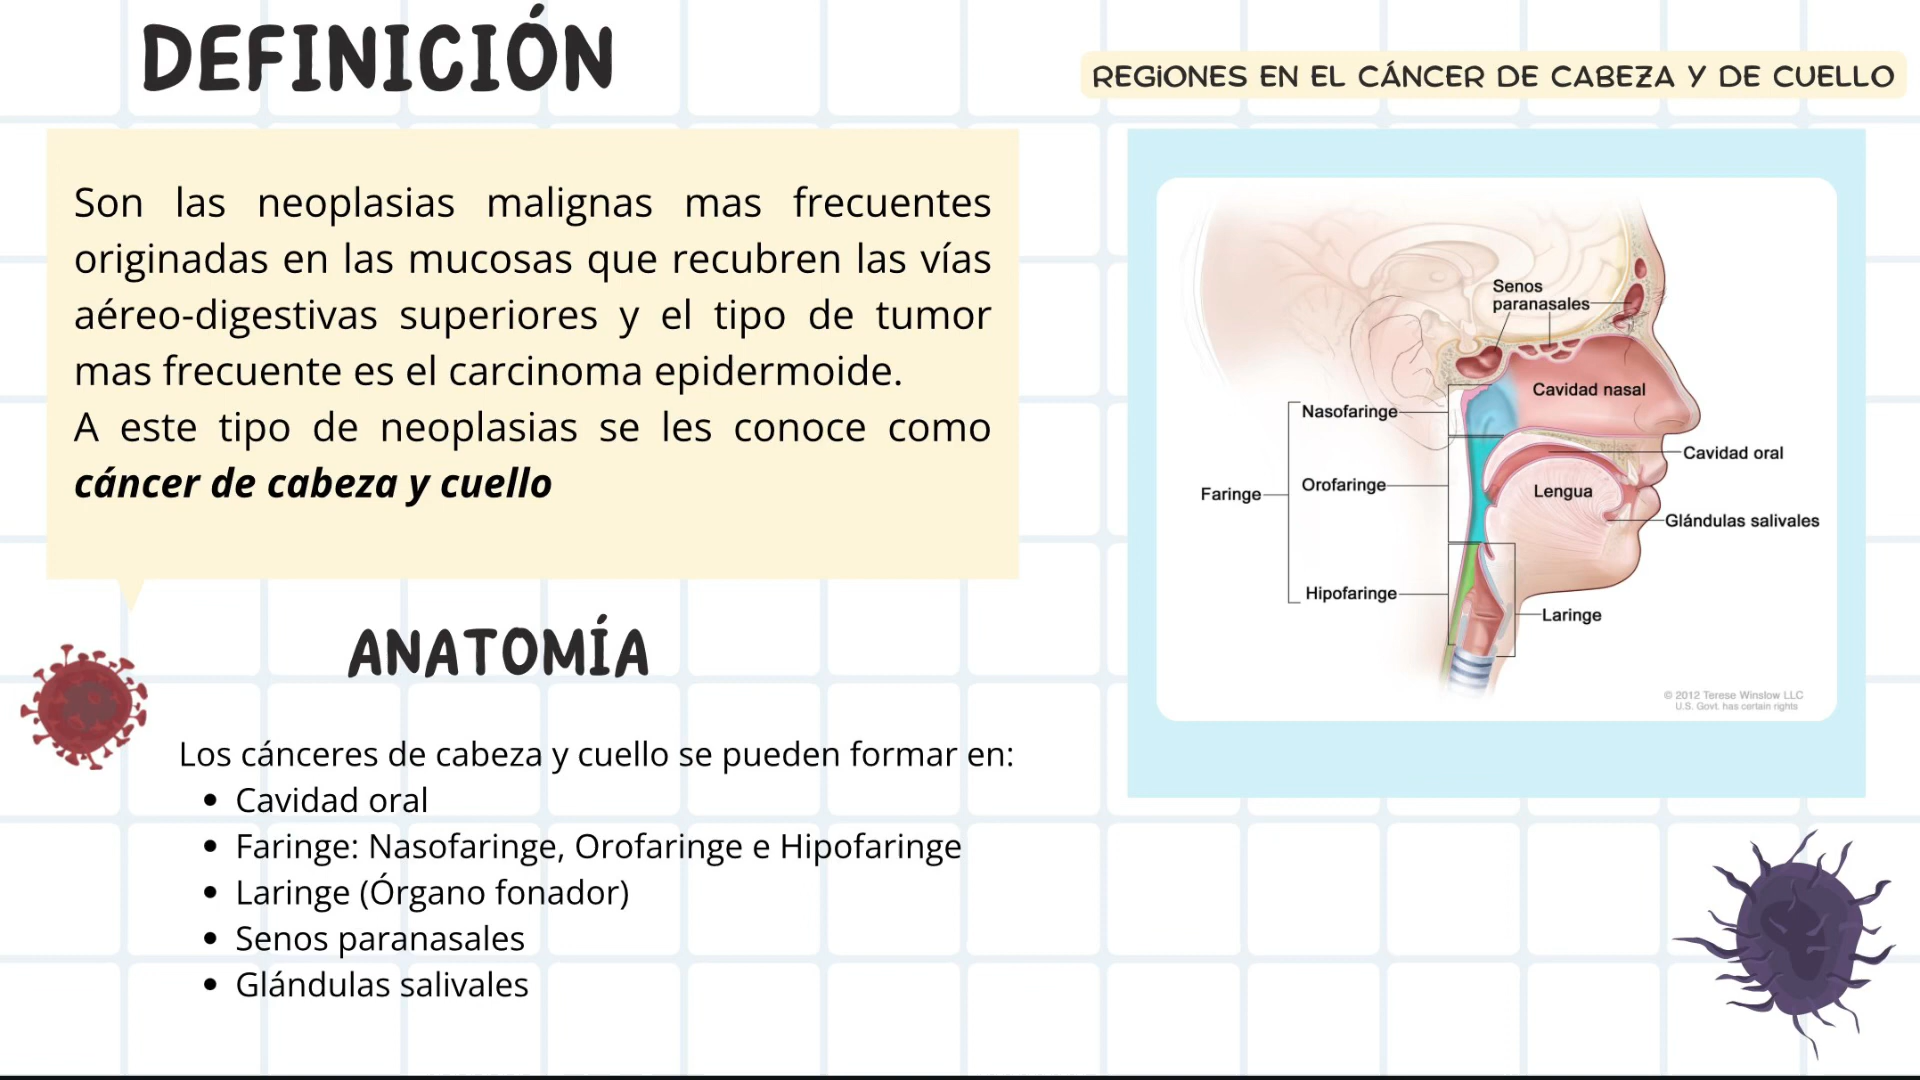 DEFINICIÓN
REGIONES EN EL CÁNCER DE CABEZA Y DE CUELLO
Son las neoplasias malignas mas frecuentes
originadas en las mucosas que recubren las vías
aéreo-digestivas superiores y el tipo de tumor
mas frecuente es el carcinoma epidermoide.
A este tipo de neoplasias se les conoce como
cáncer de cabeza y cuello
Senos
paranasales
Cavidad nasal
Nasofaringe
Cavidad oral
Orofaringe
Lengua
Faringe
Glándulas salivales
Hipofaringe
Laringe
© 2012 Terese Winslow LLC
U.S. Govt. has certain rights
ANATOMÍA
Los cánceres de cabeza y cuello se pueden formar en:
• Cavidad oral
• Faringe: Nasofaringe, Orofaringe e Hipofaringe
• Laringe (Órgano fonador)
• Senos paranasales
• Glándulas salivales